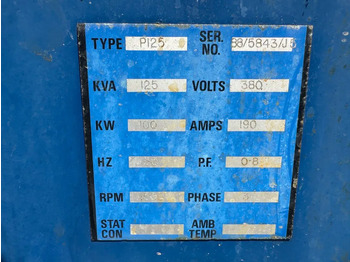 TYPE P125 SER. NO. 88/5843/J5
KVA 125 VOLTS 380
KW 100 AMPS 190
HZ P.F. 0·8
RPM PHASE
STAT CON AMB TEMP